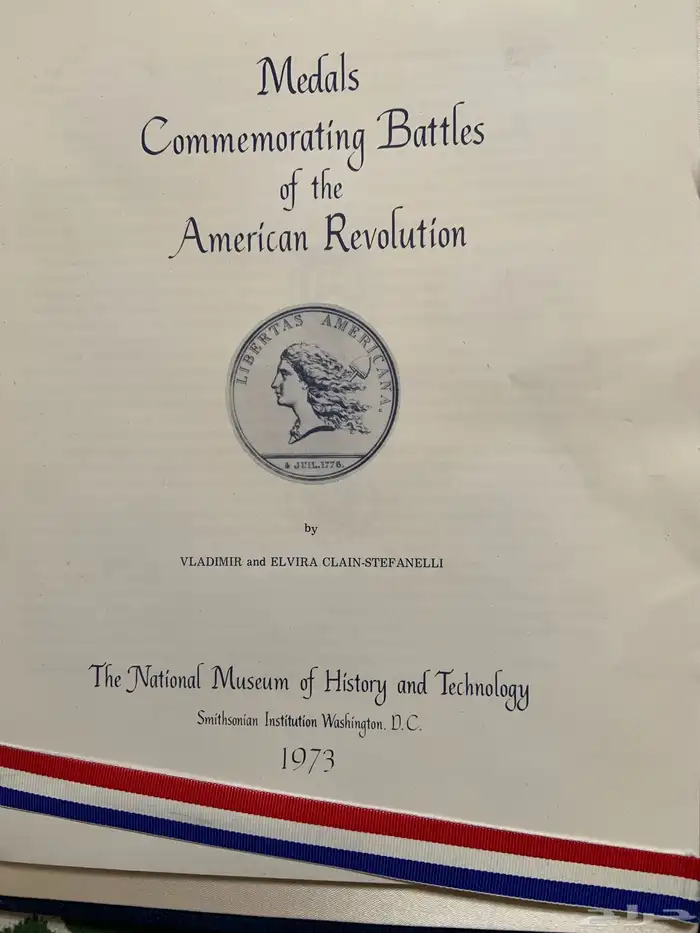 Medals
Commemorating Battles
of the
American Revolution
LIBERTAS AMERICANA.
4 JUIL. 1776.
by
VLADIMIR and ELVIRA CLAIN-STEFANELLI
The National Museum of History and Technology
Smithsonian Institution Washington, D.C.
1973
حراج